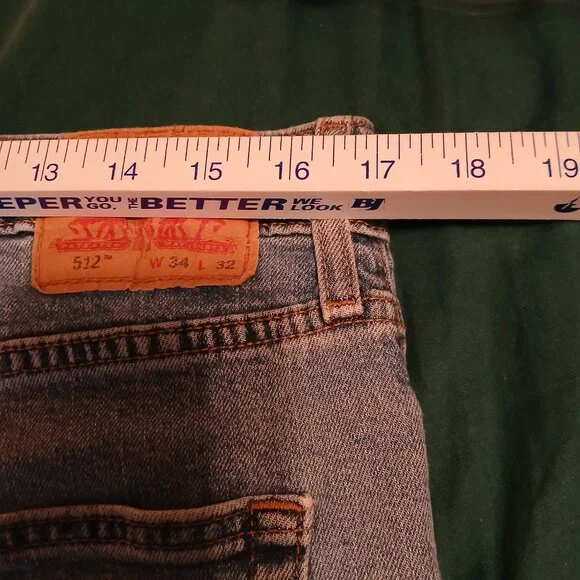 13 14 15 16 17 18 19
EPER YOU GO, THE BETTER WE LOOK BJ
512™ W 34 L 32